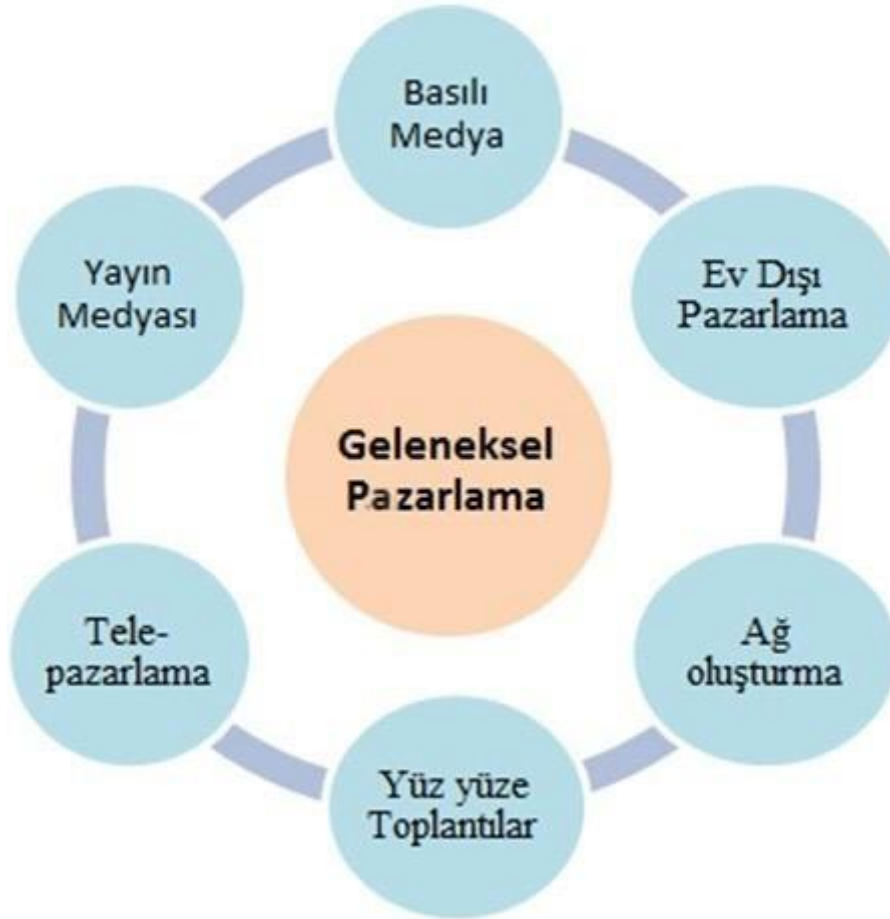 Basılı
Medya
Ev Dışı
Pazarlama
Ağ
oluşturma
Yüz yüze
Toplantılar
Tele-
pazarlama
Yayın
Medyası
Geleneksel
Pazarlama